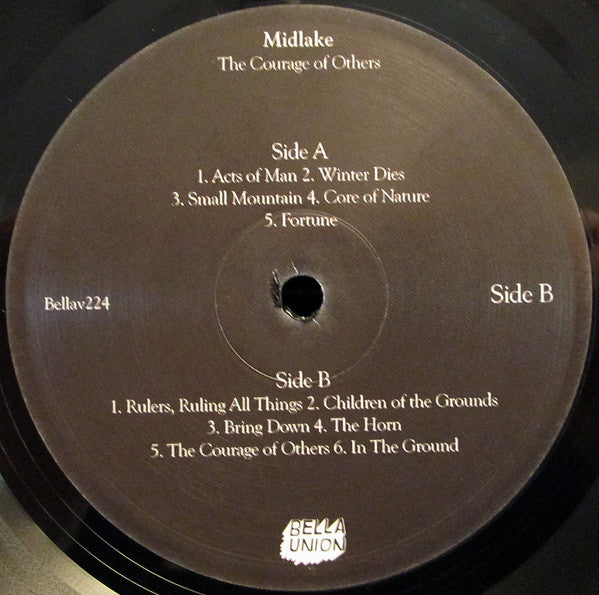 Midlake
The Courage of Others
Side A
1. Acts of Man 2. Winter Dies
3. Small Mountain 4. Core of Nature
5. Fortune
Bellav224
Side B
Side B
1. Rulers, Ruling All Things 2. Children of the Grounds
3. Bring Down 4. The Horn
5. The Courage of Others 6. In The Ground
BELLA
UNION